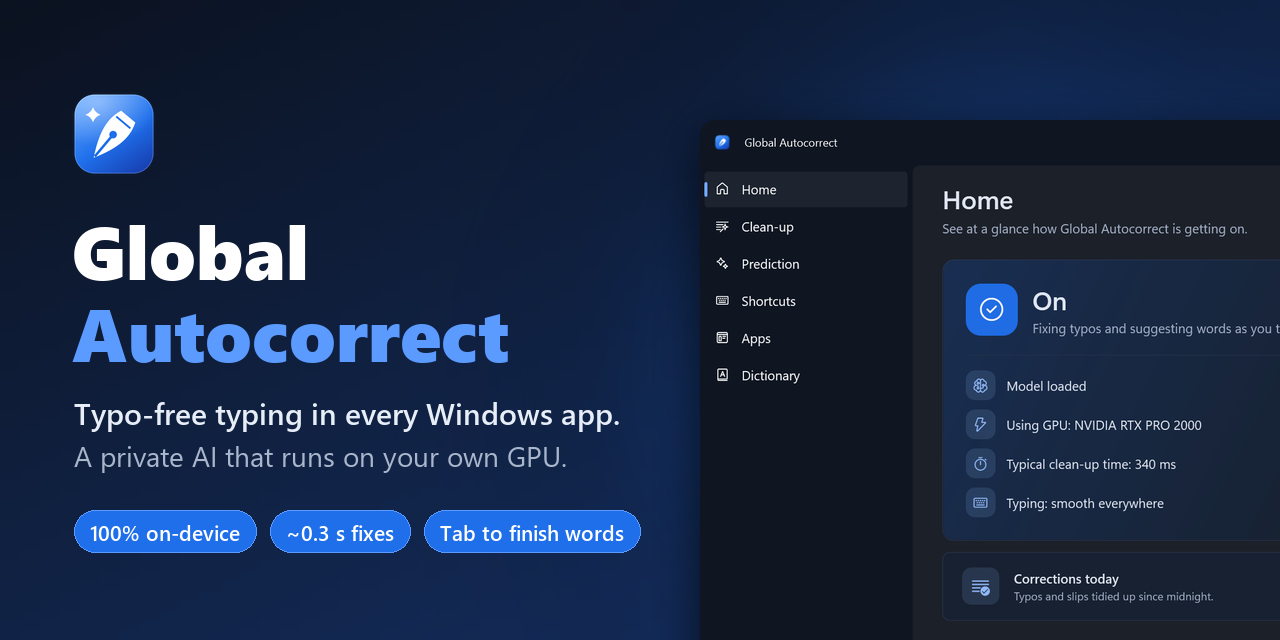 Global
Autocorrect
Typo-free typing in every Windows app.
A private AI that runs on your own GPU.
100% on-device
~0.3 s fixes
Tab to finish words
Global Autocorrect
Home
Clean-up
Prediction
Shortcuts
Apps
Dictionary
Home
See at a glance how Global Autocorrect is getting on.
On
Fixing typos and suggesting words as you t
Model loaded
Using GPU: NVIDIA RTX PRO 2000
Typical clean-up time: 340 ms
Typing: smooth everywhere
Corrections today
Typos and slips tidied up since midnight.